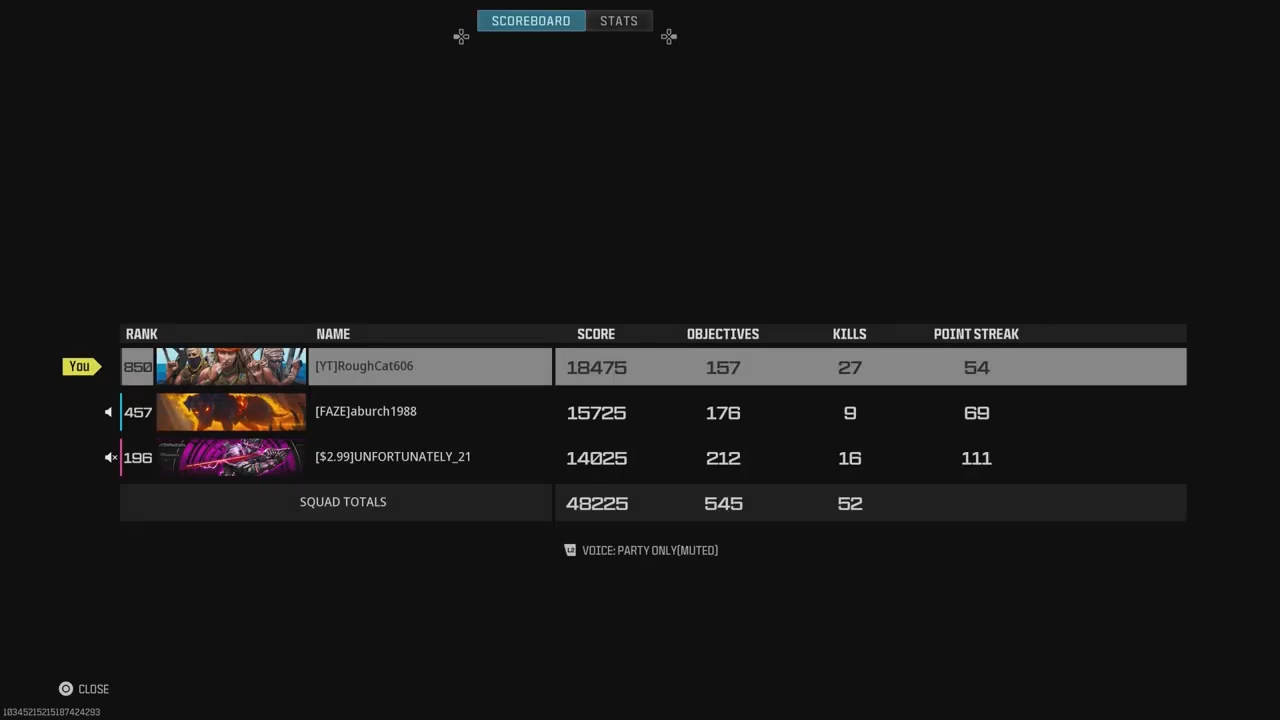 SCOREBOARD STATS
RANK NAME SCORE OBJECTIVES KILLS POINT STREAK
You 850 [YT]RoughCat606 18475 157 27 54
457 [FAZE]aburch1988 15725 176 9 69
196 [$2.99]UNFORTUNATELY_21 14025 212 16 111
SQUAD TOTALS 48225 545 52
L2 VOICE: PARTY ONLY(MUTED)
CLOSE
10345215215187424293